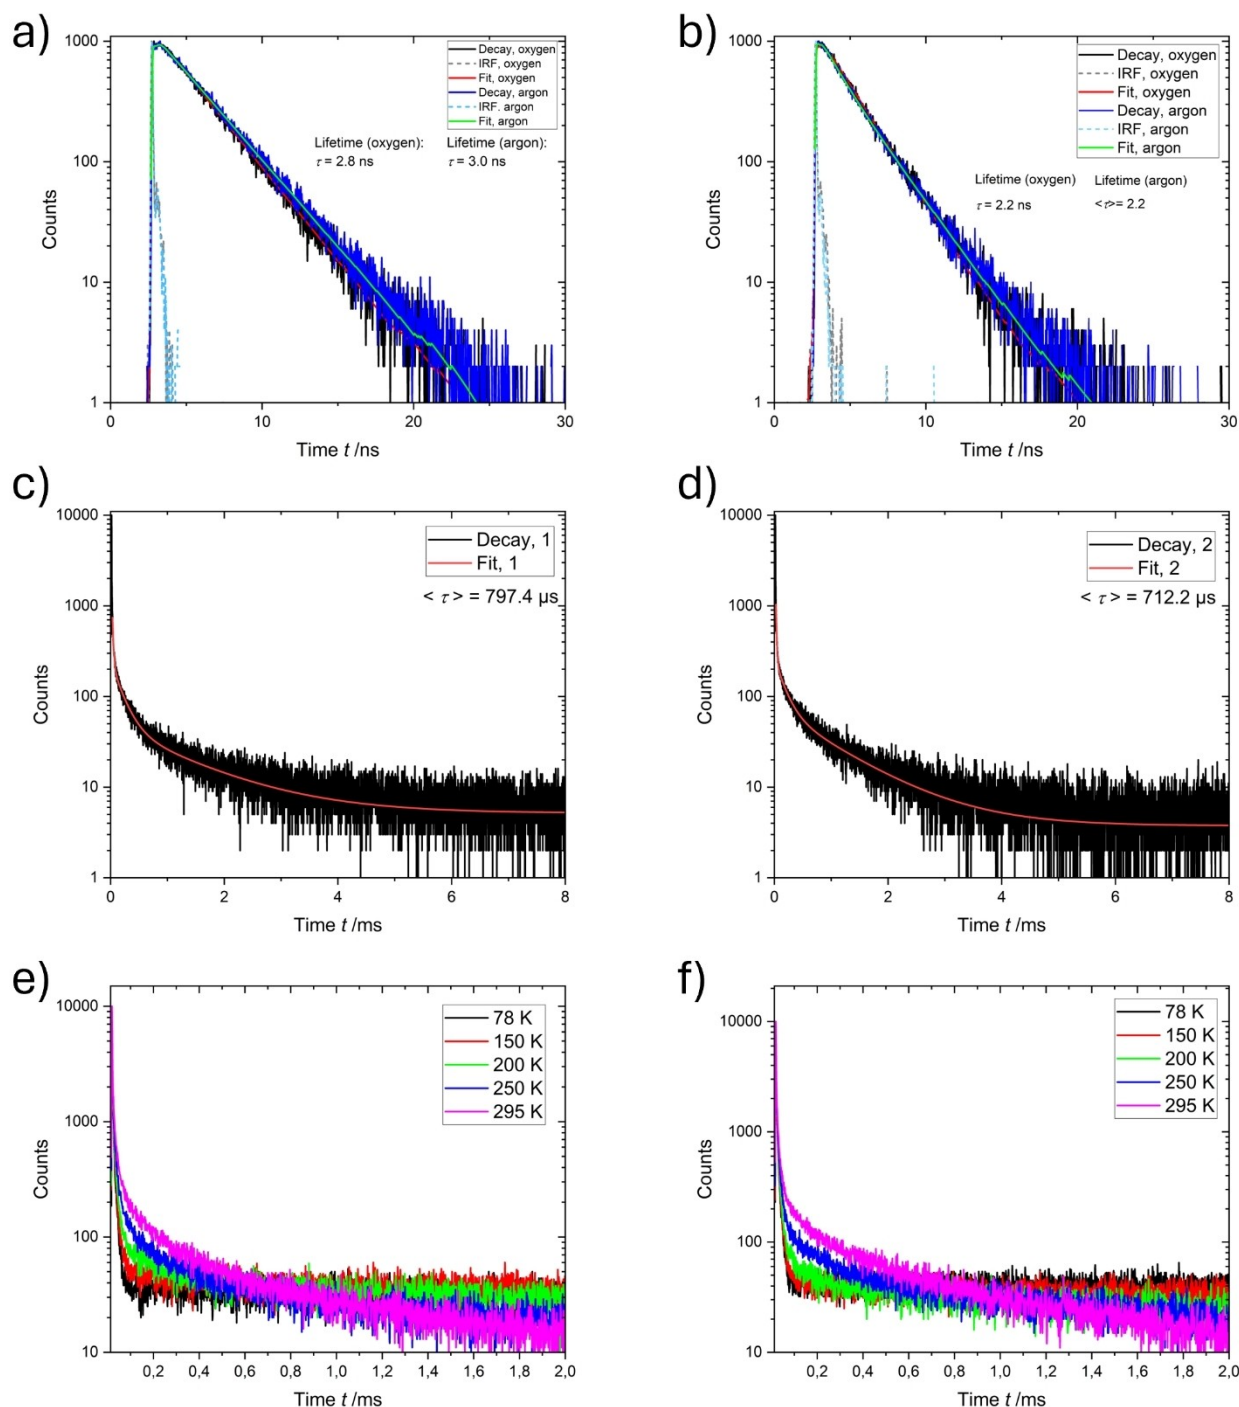 a)
1000
100
10
1
Counts
Decay, oxygen
IRF, oxygen
Fit, oxygen
Decay, argon
IRF, argon
Fit, argon
Lifetime (oxygen):
τ = 2.8 ns
Lifetime (argon):
τ = 3.0 ns
0 10 20 30
Time t /ns
b)
1000
100
10
1
Counts
Decay, oxygen
IRF, oxygen
Fit, oxygen
Decay, argon
IRF, argon
Fit, argon
Lifetime (oxygen)
τ = 2.2 ns
Lifetime (argon)
<τ>= 2.2
0 10 20 30
Time t /ns
c)
10000
1000
100
10
1
Counts
Decay, 1
Fit, 1
< τ > = 797.4 µs
0 2 4 6 8
Time t /ms
d)
10000
1000
100
10
1
Counts
Decay, 2
Fit, 2
< τ > = 712.2 µs
0 2 4 6 8
Time t /ms
e)
10000
1000
100
10
Counts
78 K
150 K
200 K
250 K
295 K
0,2 0,4 0,6 0,8 1,0 1,2 1,4 1,6 1,8 2,0
Time t /ms
f)
10000
1000
100
10
Counts
78 K
150 K
200 K
250 K
295 K
0,2 0,4 0,6 0,8 1,0 1,2 1,4 1,6 1,8 2,0
Time t /ms